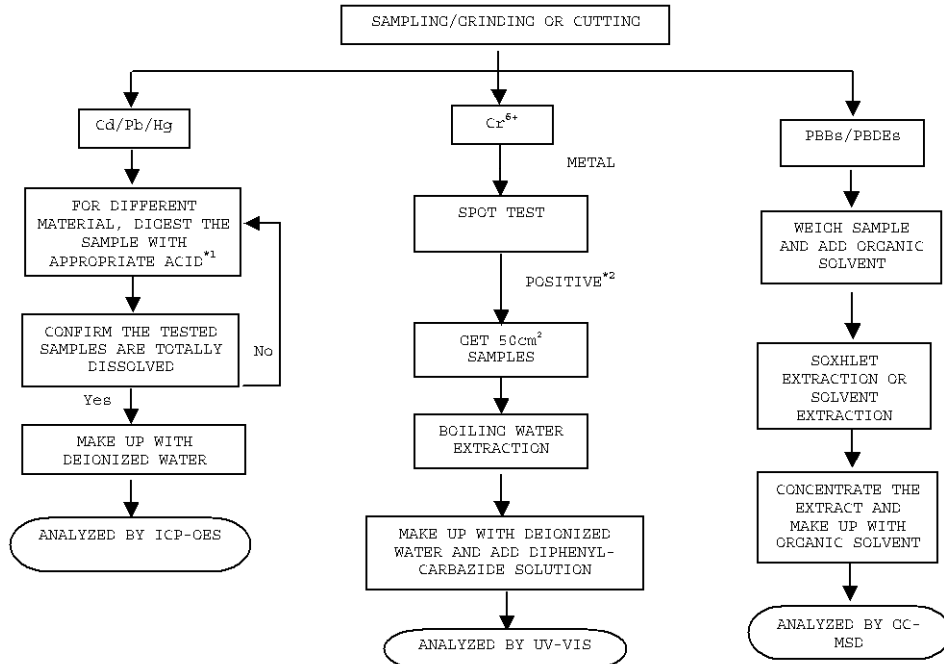 SAMPLING/GRINDING OR CUTTING
Cd/Pb/Hg
FOR DIFFERENT
MATERIAL, DIGEST THE
SAMPLE WITH
APPROPRIATE ACID*1
CONFIRM THE TESTED
SAMPLES ARE TOTALLY
DISSOLVED
No
Yes
MAKE UP WITH
DEIONIZED WATER
ANALYZED BY ICP-OES
Cr6+
METAL
SPOT TEST
POSITIVE*2
GET 50cm²
SAMPLES
BOILING WATER
EXTRACTION
MAKE UP WITH DEIONIZED
WATER AND ADD DIPHENYL-
CARBAZIDE SOLUTION
ANALYZED BY UV-VIS
PBBs/PBDEs
WEIGH SAMPLE
AND ADD ORGANIC
SOLVENT
SOXHLET
EXTRACTION OR
SOLVENT
EXTRACTION
CONCENTRATE THE
EXTRACT AND
MAKE UP WITH
ORGANIC SOLVENT
ANALYZED BY GC-
MSD